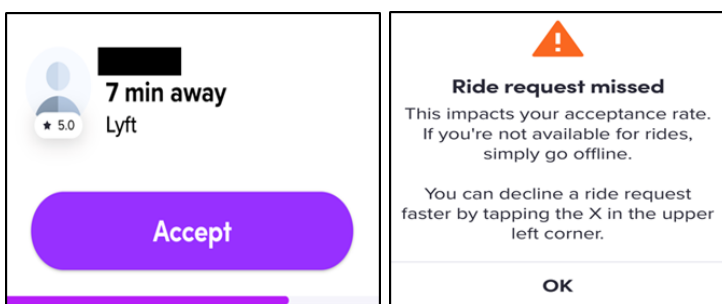 7 min away
★ 5.0
Lyft
Accept
Ride request missed
This impacts your acceptance rate.
If you're not available for rides,
simply go offline.
You can decline a ride request
faster by tapping the X in the upper
left corner.
OK